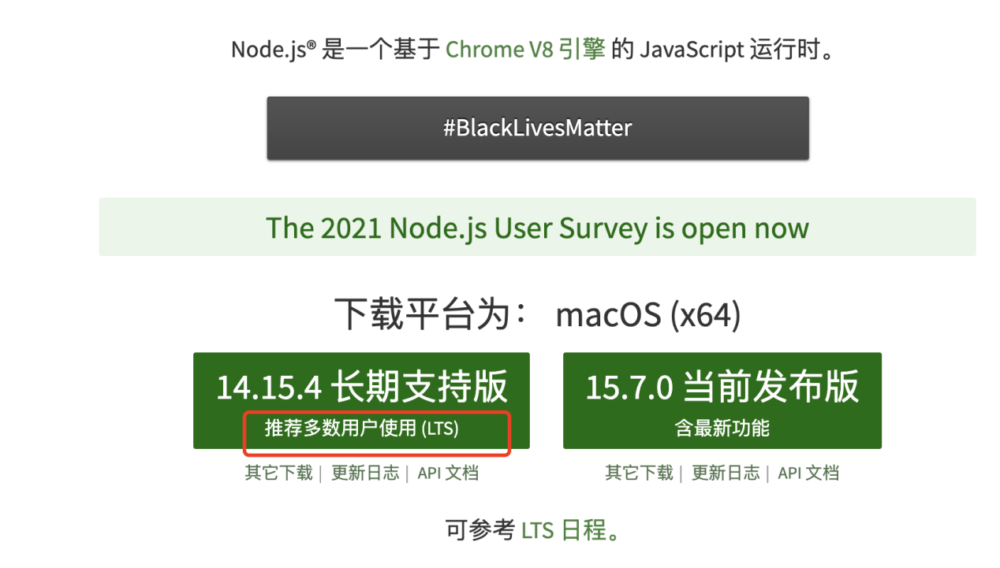 Node.js® 是一个基于 Chrome V8 引擎 的 JavaScript 运行时。
#BlackLivesMatter
The 2021 Node.js User Survey is open now
下载平台为： macOS (x64)
14.15.4 长期支持版
推荐多数用户使用 (LTS)
15.7.0 当前发布版
含最新功能
其它下载 | 更新日志 | API 文档
其它下载 | 更新日志 | API 文档
可参考 LTS 日程。